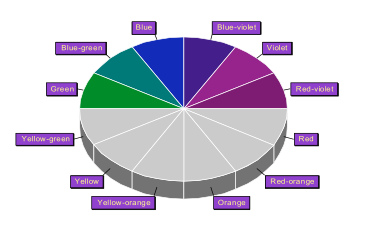 Blue
Blue-violet
Blue-green
Violet
Green
Red-violet
Yellow-green
Red
Yellow
Red-orange
Yellow-orange
Orange